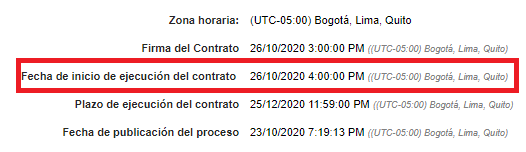 Zona horaria: (UTC-05:00) Bogotá, Lima, Quito
Firma del Contrato 26/10/2020 3:00:00 PM ((UTC-05:00) Bogotá, Lima, Quito)
Fecha de inicio de ejecución del contrato 26/10/2020 4:00:00 PM ((UTC-05:00) Bogotá, Lima, Quito)
Plazo de ejecución del contrato 25/12/2020 11:59:00 PM ((UTC-05:00) Bogotá, Lima, Quito)
Fecha de publicación del proceso 23/10/2020 7:19:13 PM ((UTC-05:00) Bogotá, Lima, Quito)